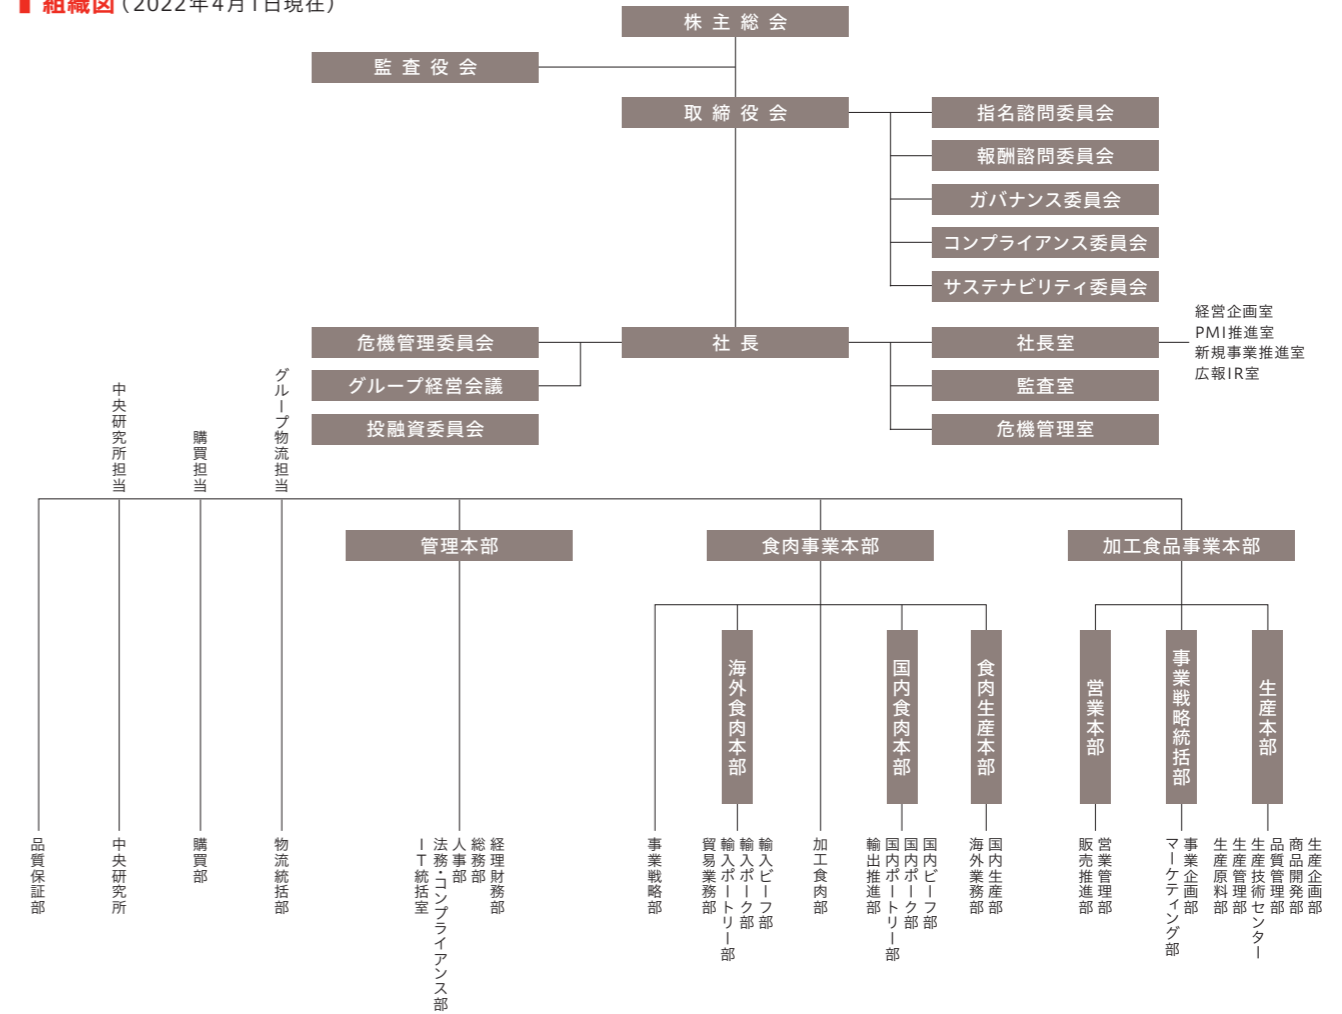 組織図（2022年4月1日現在）
株主総会
監査役会
取締役会
指名諮問委員会
報酬諮問委員会
ガバナンス委員会
コンプライアンス委員会
サステナビリティ委員会
危機管理委員会
グループ経営会議
投融資委員会
社長
社長室
監査室
危機管理室
経営企画室
PMI推進室
新規事業推進室
広報IR室
中央研究所担当
購買担当
グループ物流担当
管理本部
食肉事業本部
加工食品事業本部
海外食肉本部
国内食肉本部
食肉生産本部
営業本部
事業戦略統括部
生産本部
品質保証部
中央研究所
購買部
物流統括部
経理財務部
総務部
人事部
法務・コンプライアンス部
IT統括室
事業戦略部
輸入ビーフ部
輸入ポーク部
輸入ポートリー部
貿易業務部
加工食肉部
国内ビーフ部
国内ポーク部
国内ポートリー部
輸出推進部
国内生産部
海外業務部
営業管理部
販売推進部
事業企画部
マーケティング部
生産企画部
商品開発部
品質管理部
生産技術センター
生産管理部
生産原料部